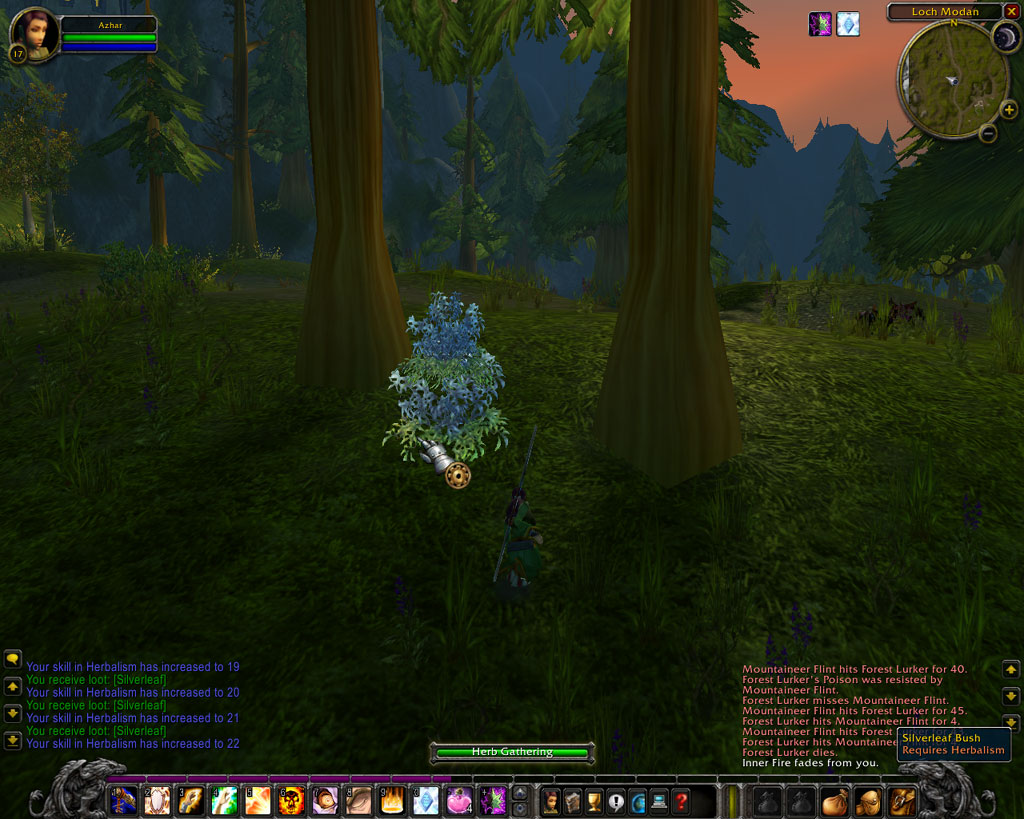 Azhar
17
Loch Modan
N
Your skill in Herbalism has increased to 19
You receive loot: [Silverleaf]
Your skill in Herbalism has increased to 20
You receive loot: [Silverleaf]
Your skill in Herbalism has increased to 21
You receive loot: [Silverleaf]
Your skill in Herbalism has increased to 22
Mountaineer Flint hits Forest Lurker for 40.
Forest Lurker's Poison was resisted by
Mountaineer Flint.
Forest Lurker misses Mountaineer Flint.
Mountaineer Flint hits Forest Lurker for 45.
Forest Lurker hits Mountaineer Flint for 4.
Mountaineer Flint hits Forest Lurker for
Forest Lurker hits Mountaineer
Forest Lurker dies.
Inner Fire fades from you.
Silverleaf Bush
Requires Herbalism
Herb Gathering